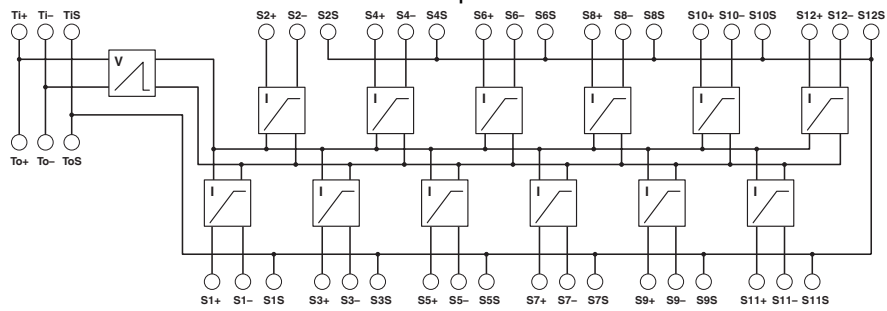 Ti+ Ti– TiS S2+ S2– S2S S4+ S4– S4S S6+ S6– S6S S8+ S8– S8S S10+ S10– S10S S12+ S12– S12S
V
I I I I I I
To+ To– ToS
I I I I I I
S1+ S1– S1S S3+ S3– S3S S5+ S5– S5S S7+ S7– S7S S9+ S9– S9S S11+ S11– S11S